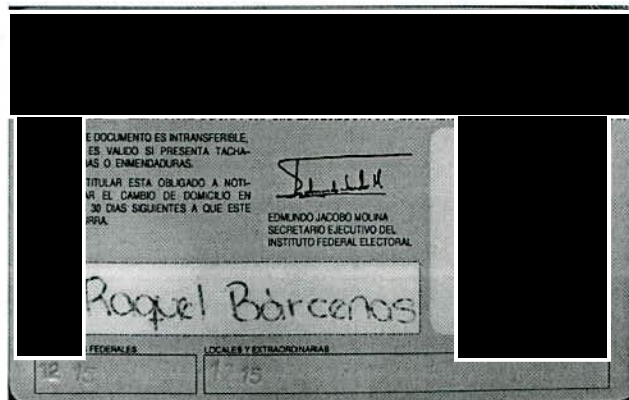 E DOCUMENTO ES INTRANSFERIBLE,
ES VALIDO SI PRESENTA TACHA-
AS O ENMENDADURAS.
TITULAR ESTA OBLIGADO A NOTI-
AR EL CAMBIO DE DOMICILIO EN
30 DIAS SIGUIENTES A QUE ESTE
RRA.
EDMUNDO JACOBO MOLINA
SECRETARIO EJECUTIVO DEL
INSTITUTO FEDERAL ELECTORAL
Raquel Bárcenas
FEDERALES
LOCALES Y EXTRAORDINARIAS
12 15
12 15